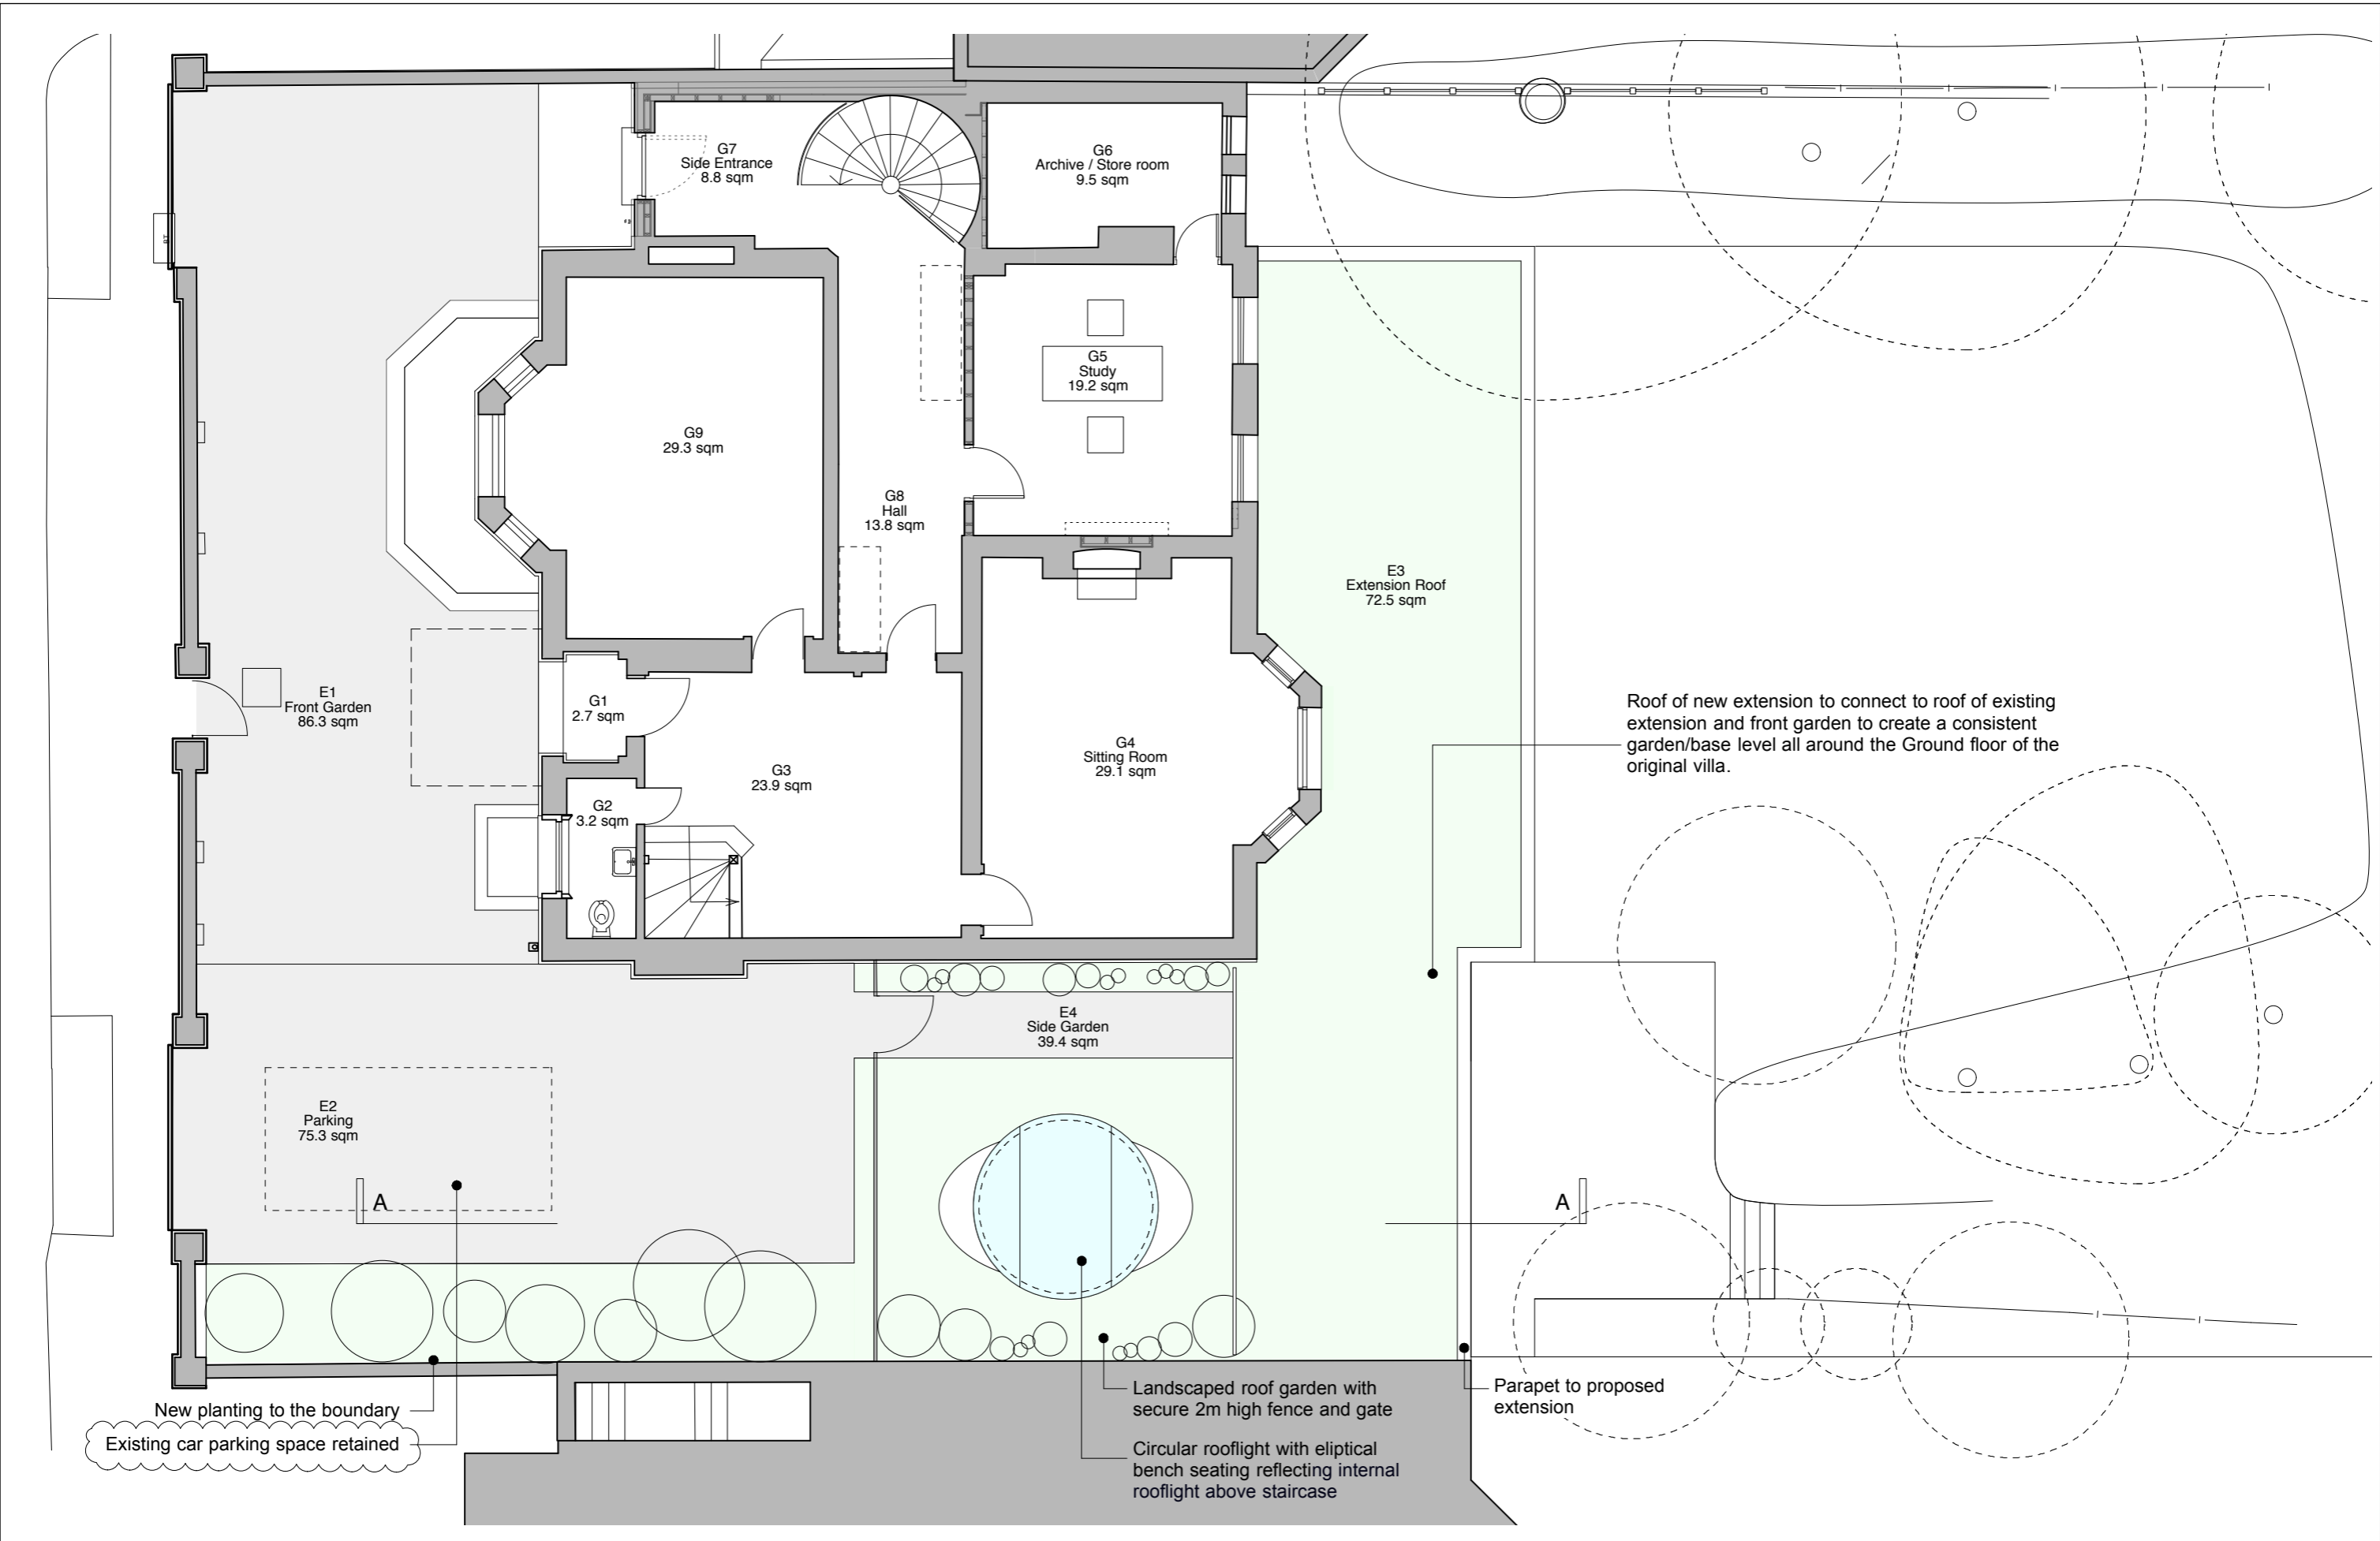 G7
Side Entrance
8.8 sqm
G6
Archive / Store room
9.5 sqm
G5
Study
19.2 sqm
G9
29.3 sqm
G8
Hall
13.8 sqm
E3
Extension Roof
72.5 sqm
E1
Front Garden
86.3 sqm
G1
2.7 sqm
G3
23.9 sqm
G4
Sitting Room
29.1 sqm
G2
3.2 sqm
Roof of new extension to connect to roof of existing
extension and front garden to create a consistent
garden/base level all around the Ground floor of the
original villa.
E4
Side Garden
39.4 sqm
E2
Parking
75.3 sqm
A
A
New planting to the boundary
Existing car parking space retained
Landscaped roof garden with
secure 2m high fence and gate
Circular rooflight with eliptical
bench seating reflecting internal
rooflight above staircase
Parapet to proposed
extension